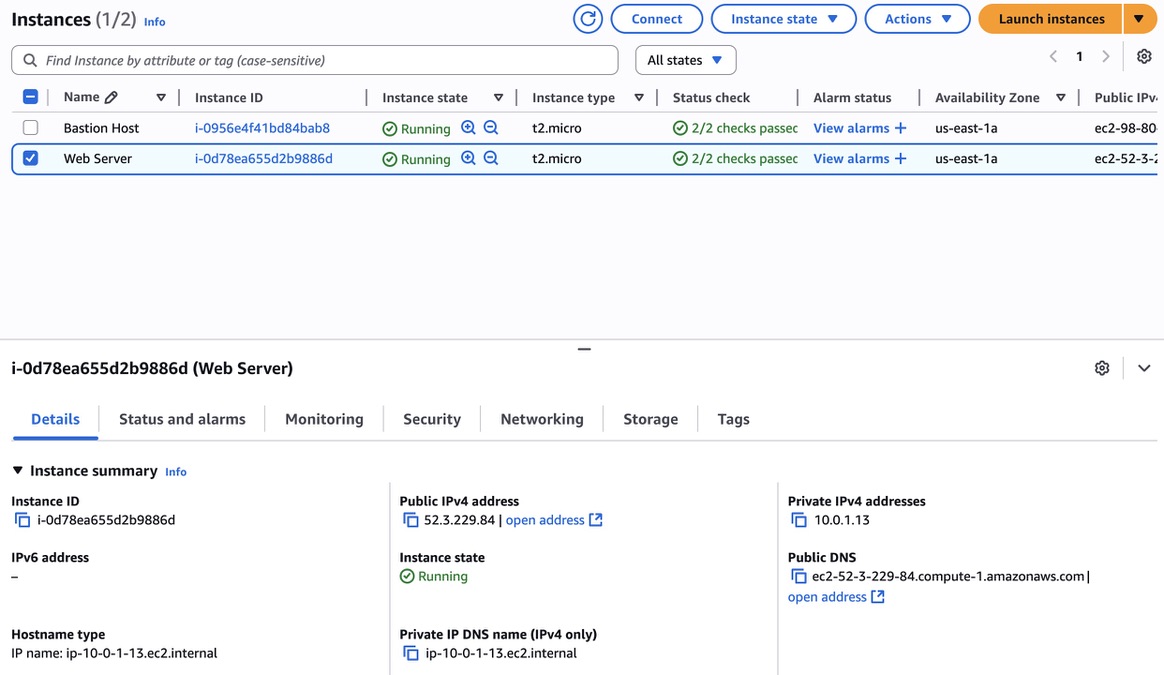 Instances (1/2) Info Connect Instance state Actions Launch instances
Find Instance by attribute or tag (case-sensitive) All states 1
Name Instance ID Instance state Instance type Status check Alarm status Availability Zone Public IPv4
Bastion Host i-0956e4f41bd84bab8 Running t2.micro 2/2 checks passec View alarms + us-east-1a ec2-98-80-
Web Server i-0d78ea655d2b9886d Running t2.micro 2/2 checks passec View alarms + us-east-1a ec2-52-3-2
i-0d78ea655d2b9886d (Web Server)
Details Status and alarms Monitoring Security Networking Storage Tags
Instance summary Info
Instance ID Public IPv4 address Private IPv4 addresses
i-0d78ea655d2b9886d 52.3.229.84 | open address 10.0.1.13
IPv6 address Instance state Public DNS
– Running ec2-52-3-229-84.compute-1.amazonaws.com |
open address
Hostname type Private IP DNS name (IPv4 only)
IP name: ip-10-0-1-13.ec2.internal ip-10-0-1-13.ec2.internal